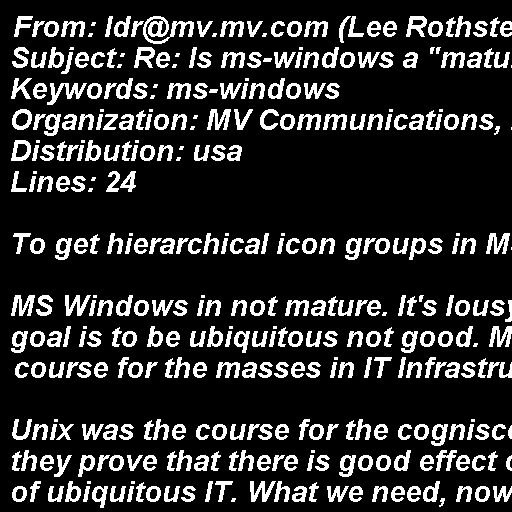 From: ldr@mv.mv.com (Lee Rothste
Subject: Re: Is ms-windows a "matu
Keywords: ms-windows
Organization: MV Communications,
Distribution: usa
Lines: 24

To get hierarchical icon groups in M

MS Windows in not mature. It's lousy
goal is to be ubiquitous not good. M
course for the masses in IT Infrastru

Unix was the course for the cognisc
they prove that there is good effect
of ubiquitous IT. What we need, now